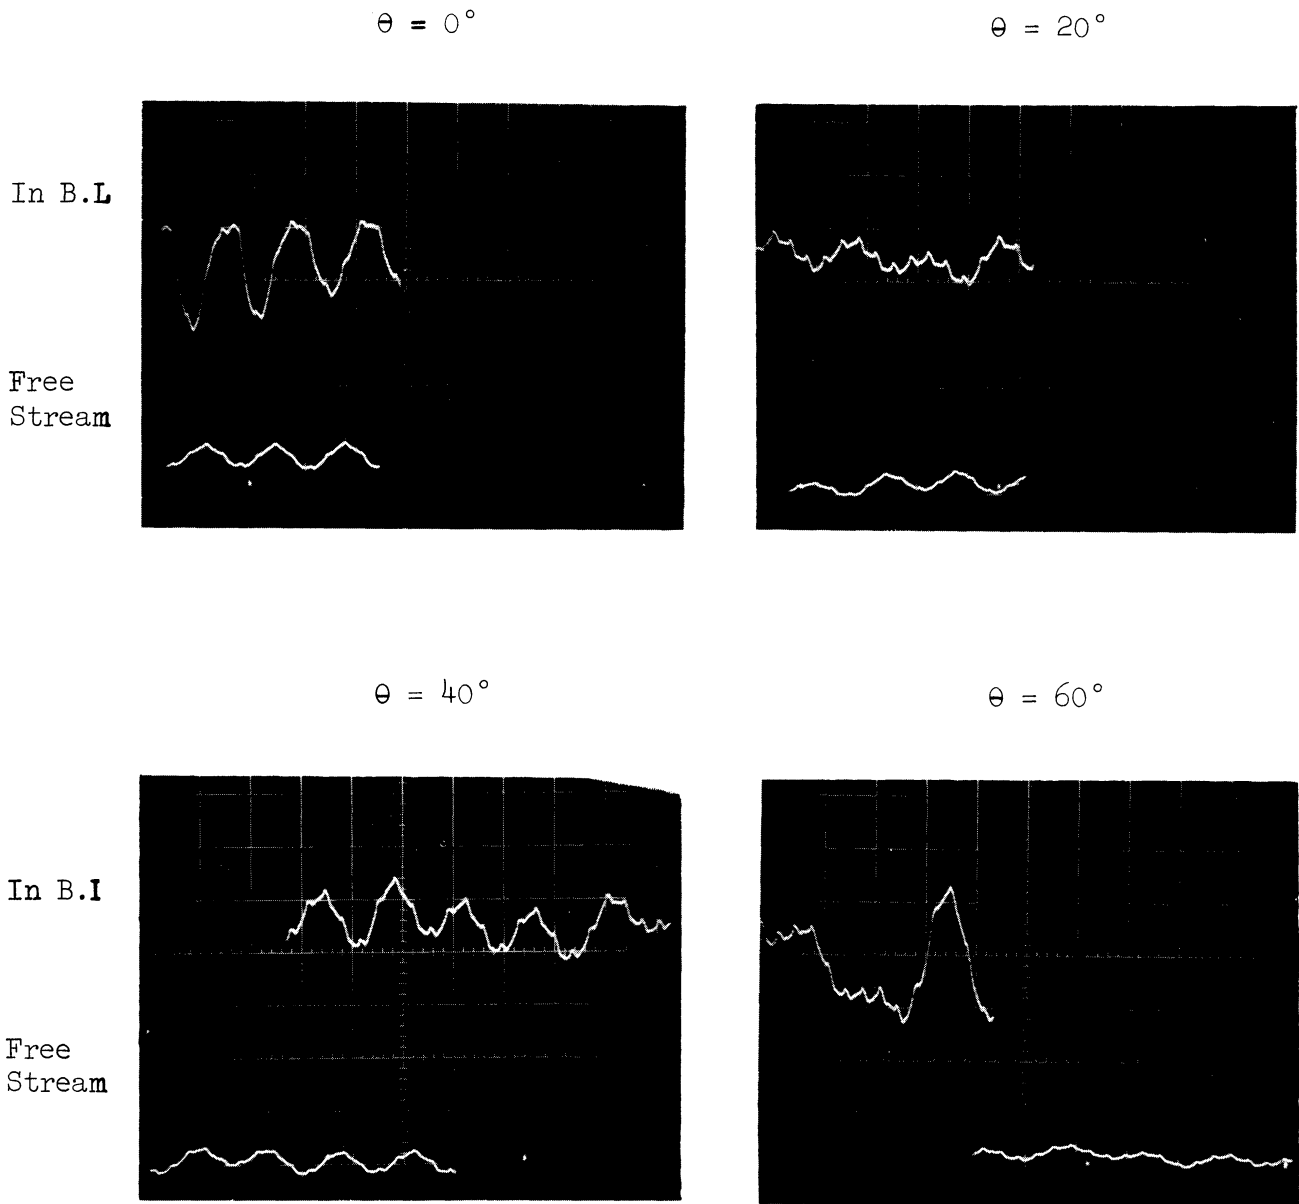 θ = 0°
θ = 20°
In B.L
Free
Stream
θ = 40°
θ = 60°
In B.I
Free
Stream